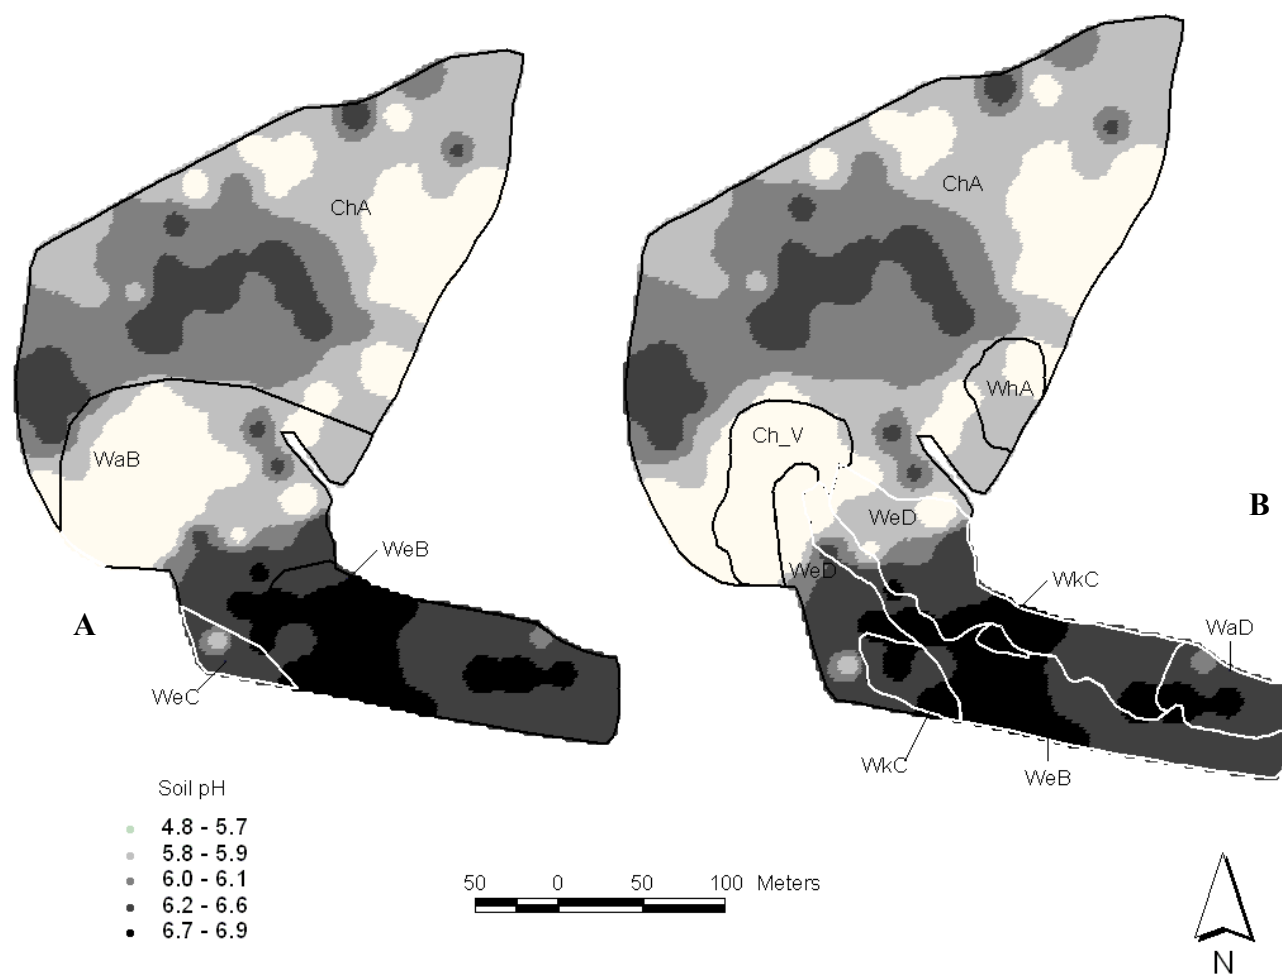 ChA
ChA
WhA
Ch_V
WaB
B
WeD
WeB
WeD
WkC
A
WaD
WeC
WkC
WeB
Soil pH
4.8 - 5.7
5.8 - 5.9
6.0 - 6.1
6.2 - 6.6
6.7 - 6.9
50 0 50 100 Meters
N